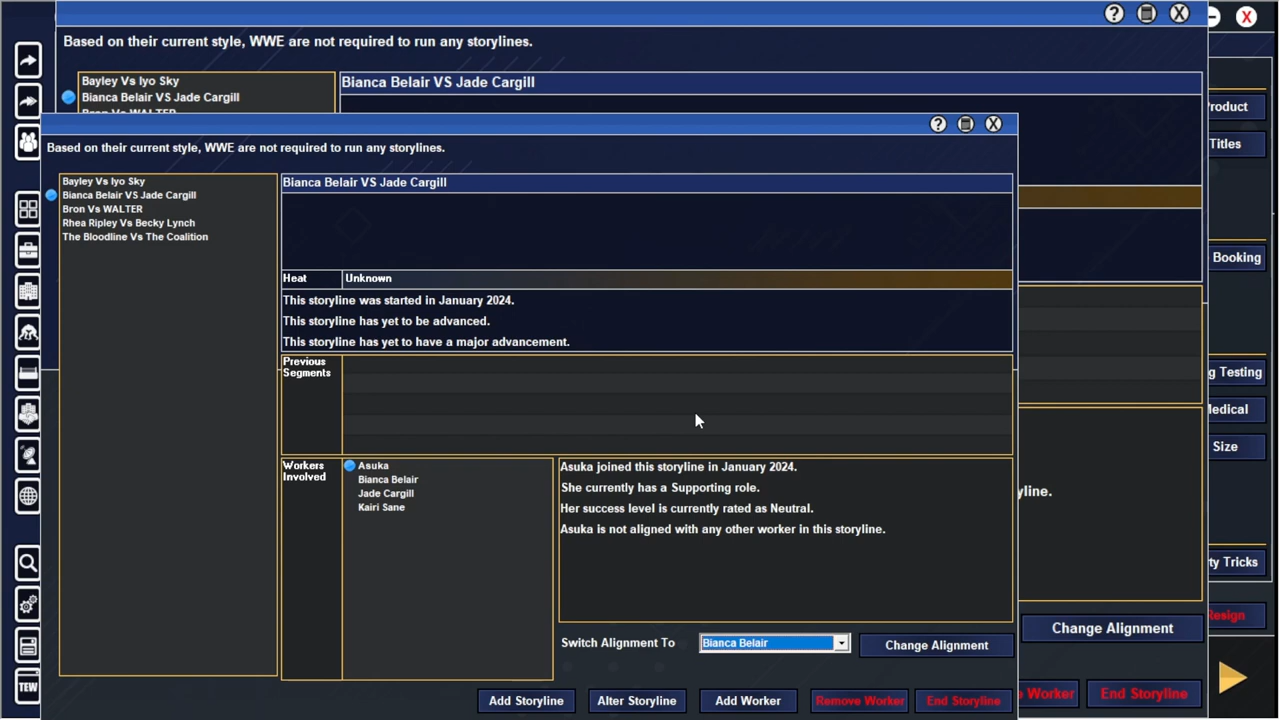 Based on their current style, WWE are not required to run any storylines.
Bayley Vs Iyo Sky
Bianca Belair VS Jade Cargill
Bianca Belair VS Jade Cargill
Bron Vs WALTER
Based on their current style, WWE are not required to run any storylines.
Bayley Vs Iyo Sky
Bianca Belair VS Jade Cargill
Bron Vs WALTER
Rhea Ripley Vs Becky Lynch
The Bloodline Vs The Coalition
Bianca Belair VS Jade Cargill
Heat
Unknown
This storyline was started in January 2024.
This storyline has yet to be advanced.
This storyline has yet to have a major advancement.
Previous
Segments
Workers
Involved
Asuka
Bianca Belair
Jade Cargill
Kairi Sane
Asuka joined this storyline in January 2024.
She currently has a Supporting role.
Her success level is currently rated as Neutral.
Asuka is not aligned with any other worker in this storyline.
Switch Alignment To
Bianca Belair
Change Alignment
Add Storyline
Alter Storyline
Add Worker
Remove Worker
End Storyline
yline.
Change Alignment
e Worker
End Storyline
roduct
Titles
Booking
g Testing
Medical
Size
ty Tricks
Resign
TEW